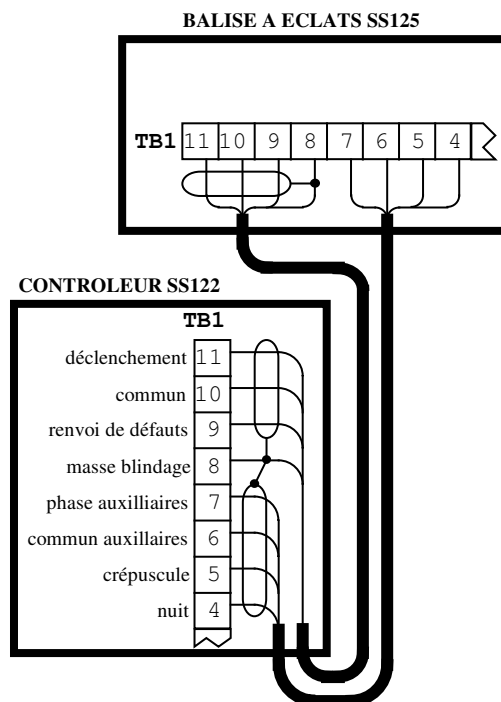 BALISE A ECLATS SS125
TB1 11 10 9 8 7 6 5 4
CONTROLEUR SS122
TB1
déclenchement 11
commun 10
renvoi de défauts 9
masse blindage 8
phase auxilliaires 7
commun auxillaires 6
crépuscule 5
nuit 4